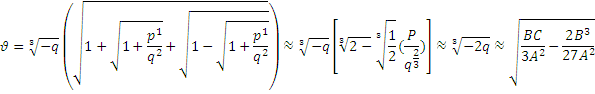 ϑ = ∛-q (√(1 + √(1 + p¹/q²) + √(1 - √(1 + p¹/q²)))) ≈ ∛-q [∛2 - ∛(1/2) (P/q^(2/3))] ≈ ∛-2q ≈ √(BC/3A² - 2B³/27A²)